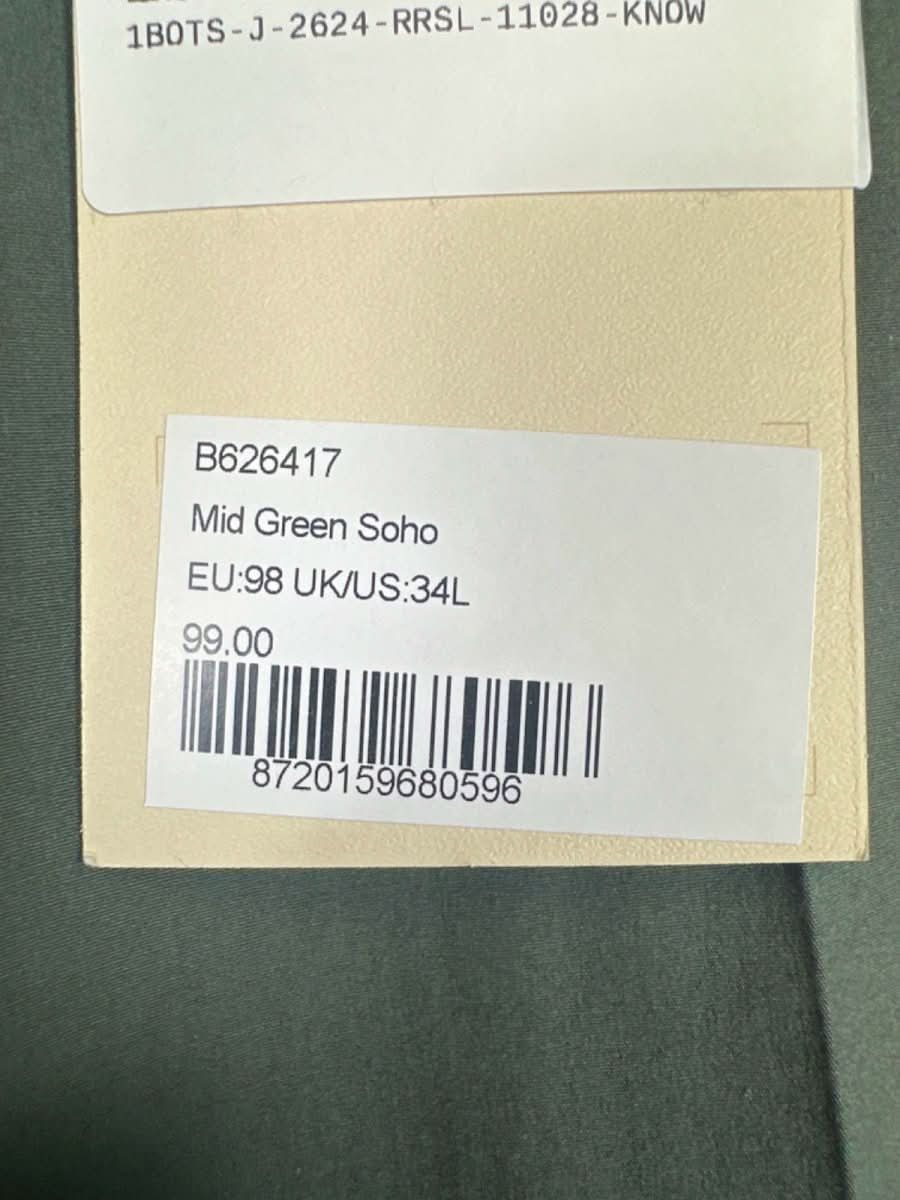 1BOTS-J-2624-RRSL-11028-KNOW
B626417
Mid Green Soho
EU:98 UK/US:34L
99.00
8720159680596